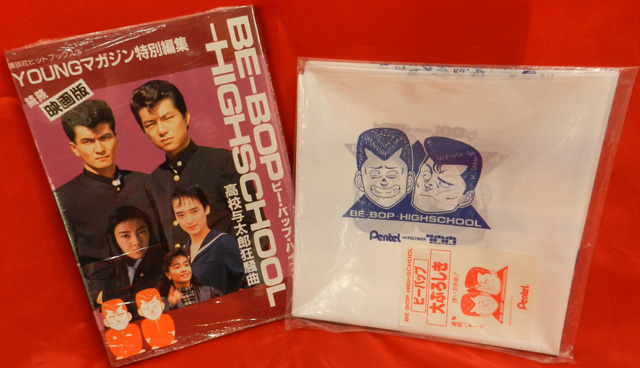 講談社ヒットブックス
YOUNGマガジン特別編集
映画版
BE-BOP
-HIGHSCHOOL
ビー・バップ・ハイス
高校与太郎狂騒曲
BE-BOP HIGHSCHOOL
Pentel
BE-BOP HIGHSCHOOL
ビーバップ
大ぶろしき
Pentel